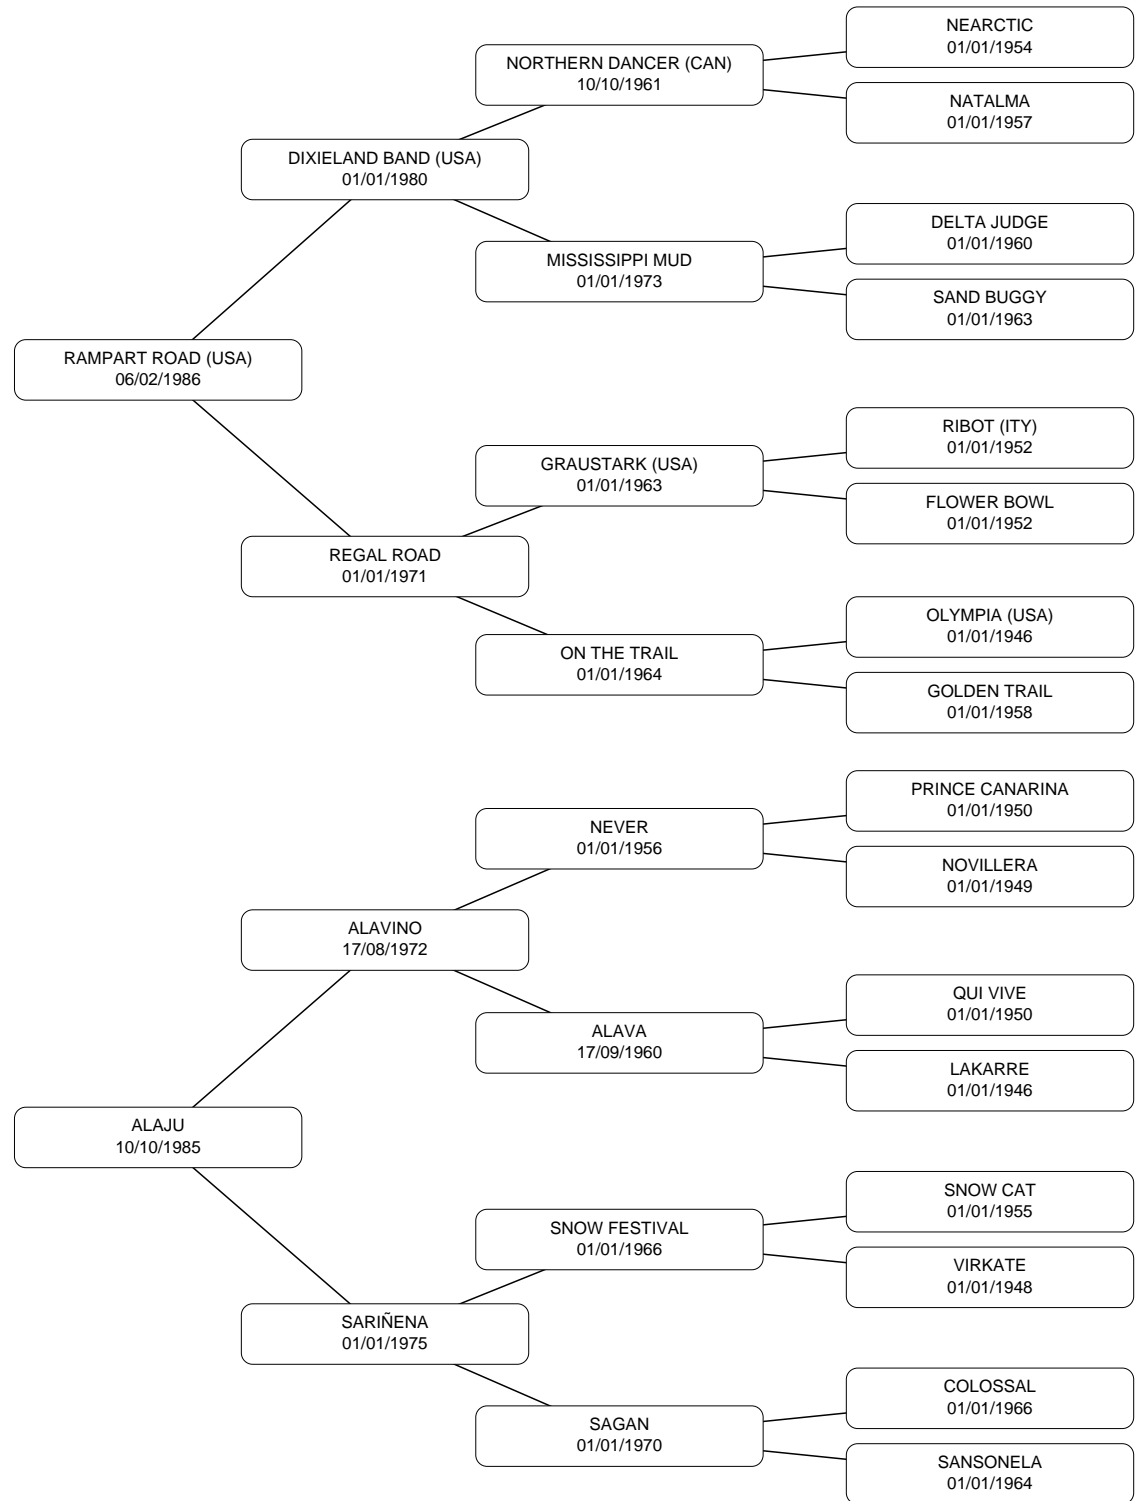 NEARCTIC
01/01/1954
NORTHERN DANCER (CAN)
10/10/1961
NATALMA
01/01/1957
DIXIELAND BAND (USA)
01/01/1980
DELTA JUDGE
01/01/1960
MISSISSIPPI MUD
01/01/1973
SAND BUGGY
01/01/1963
RAMPART ROAD (USA)
06/02/1986
RIBOT (ITY)
01/01/1952
GRAUSTARK (USA)
01/01/1963
FLOWER BOWL
01/01/1952
REGAL ROAD
01/01/1971
OLYMPIA (USA)
01/01/1946
ON THE TRAIL
01/01/1964
GOLDEN TRAIL
01/01/1958
PRINCE CANARINA
01/01/1950
NEVER
01/01/1956
NOVILLERA
01/01/1949
ALAVINO
17/08/1972
QUI VIVE
01/01/1950
ALAVA
17/09/1960
LAKARRE
01/01/1946
ALAJU
10/10/1985
SNOW CAT
01/01/1955
SNOW FESTIVAL
01/01/1966
VIRKATE
01/01/1948
SARIÑENA
01/01/1975
COLOSSAL
01/01/1966
SAGAN
01/01/1970
SANSONELA
01/01/1964